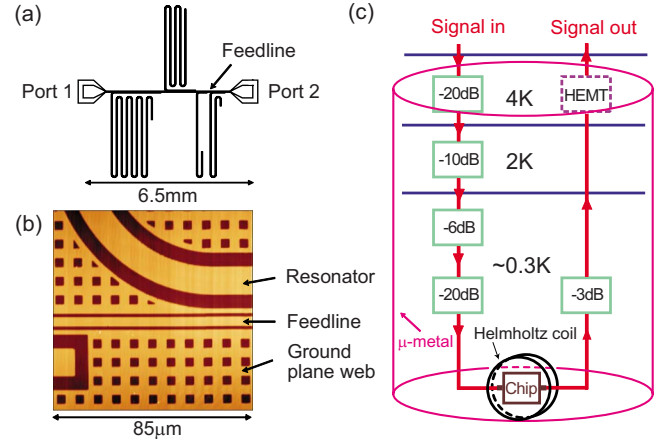 (a)
Feedline
Port 1
Port 2
6.5mm
(b)
Resonator
Feedline
Ground
plane web
85μm
(c)
Signal in
Signal out
-20dB
4K
HEMT
-10dB
2K
-6dB
~0.3K
-20dB
-3dB
μ-metal
Helmholtz coil
Chip